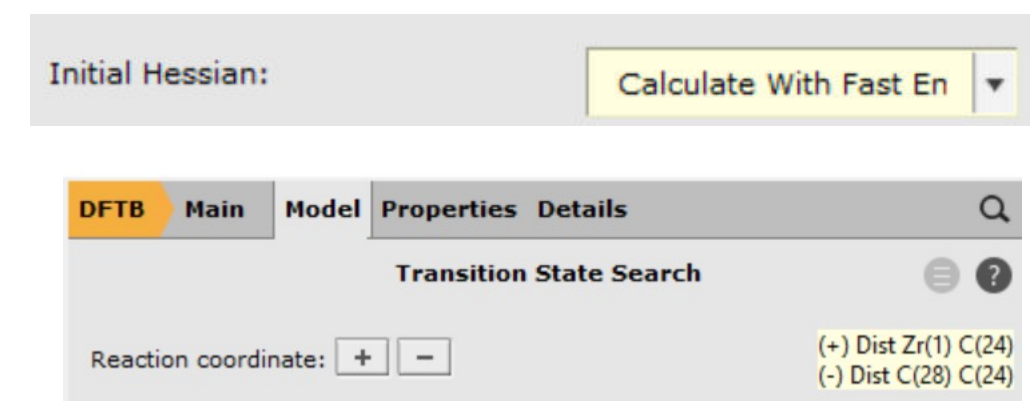 Initial Hessian: Calculate With Fast En
DFTB Main Model Properties Details
Transition State Search
?
Reaction coordinate: + − (+) Dist Zr(1) C(24)
(-) Dist C(28) C(24)